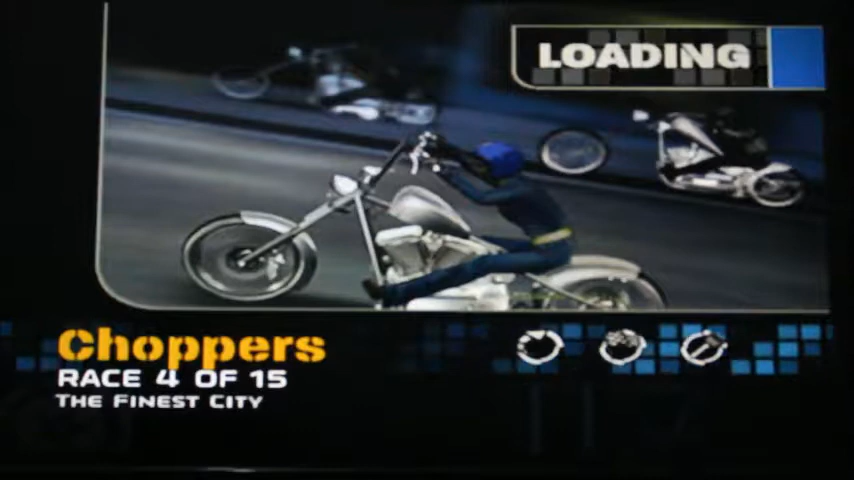 LOADING
Choppers
RACE 4 OF 15
THE FINEST CITY